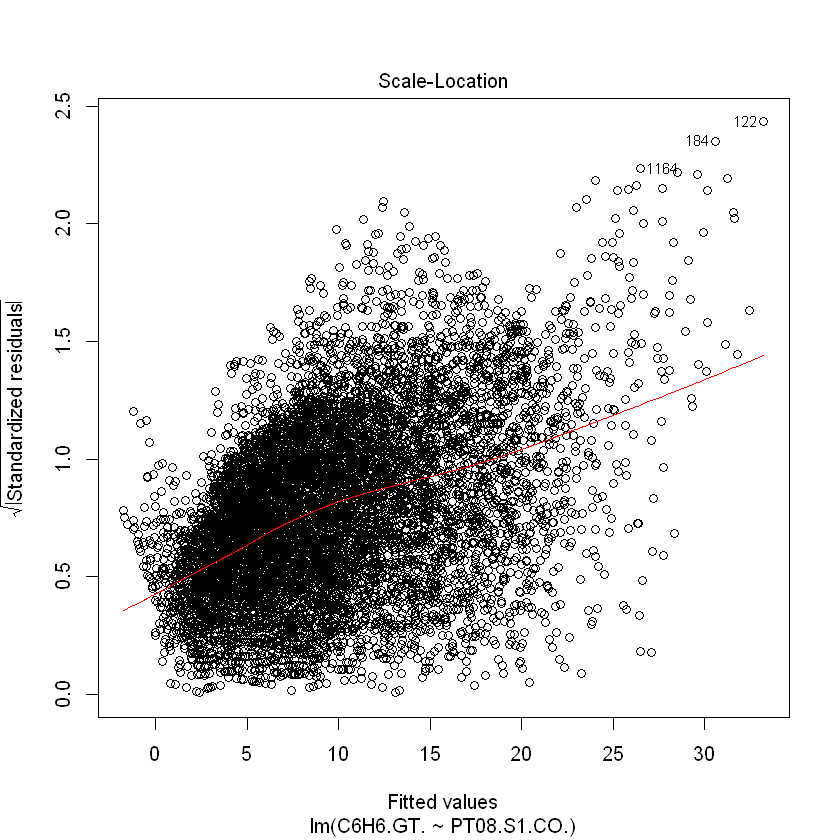 Scale-Location
2.5
2.0
1.5
1.0
0.5
0.0
√|Standardized residuals|
122
184
1164
0 5 10 15 20 25 30
Fitted values
lm(C6H6.GT. ~ PT08.S1.CO.)